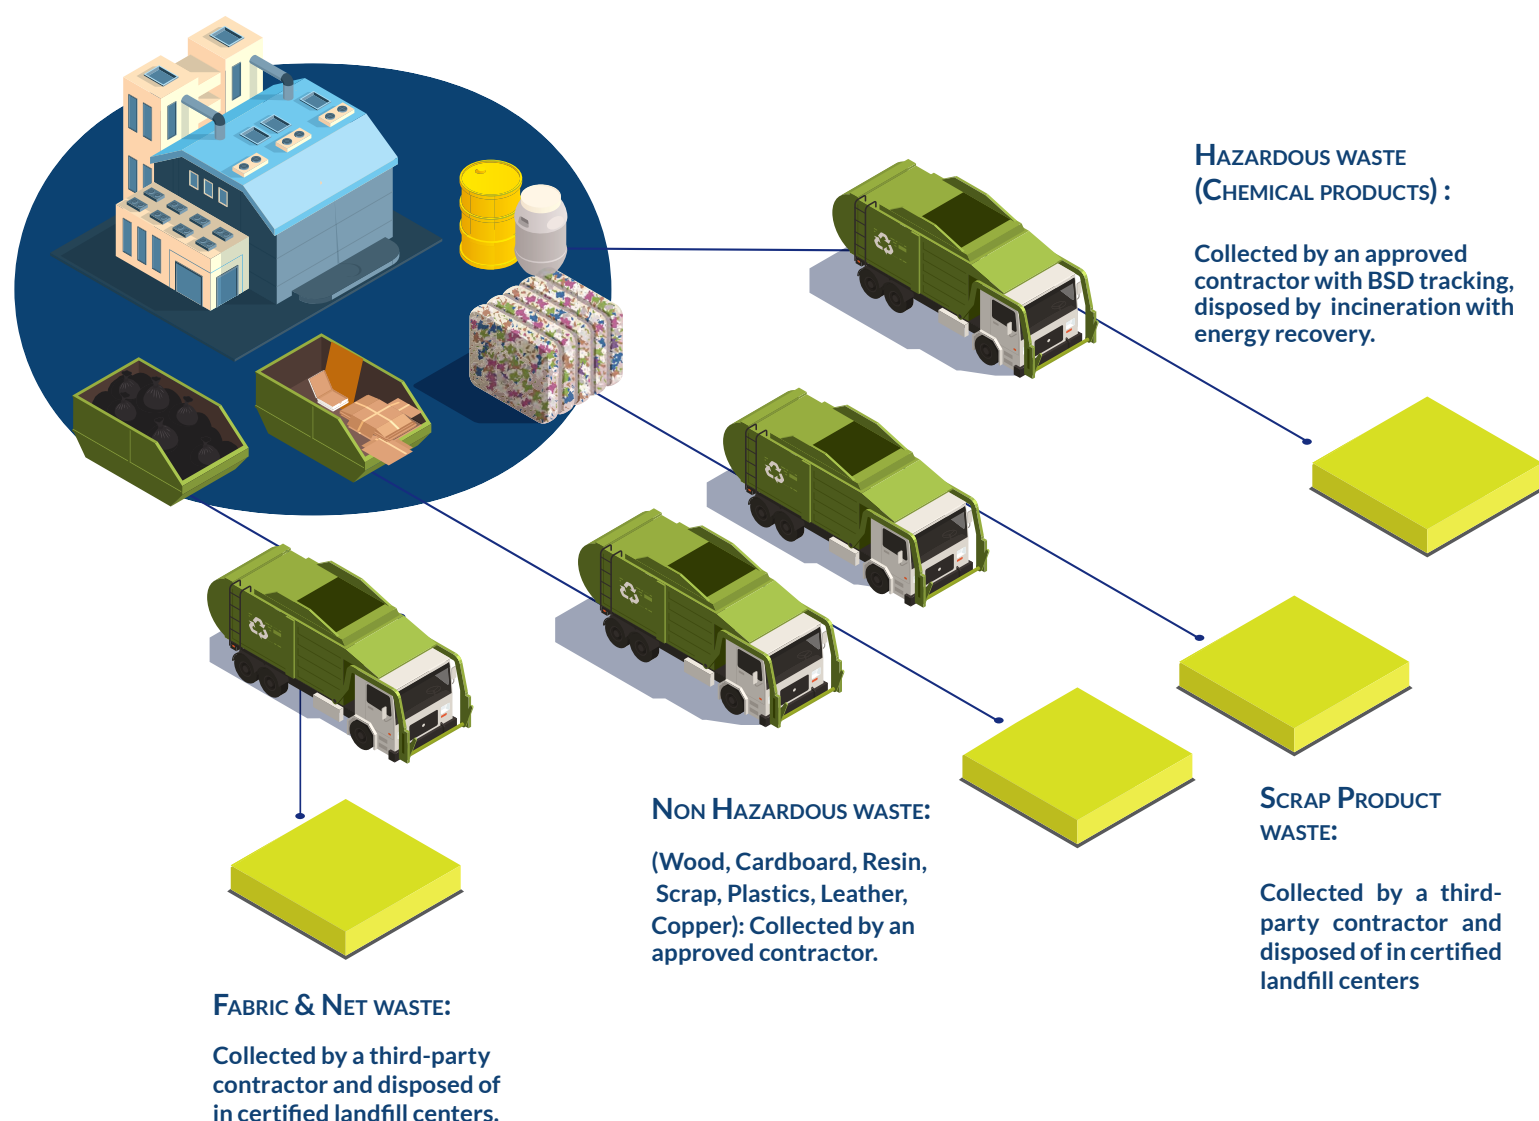 HAZARDOUS WASTE
(CHEMICAL PRODUCTS) :
Collected by an approved
contractor with BSD tracking,
disposed by incineration with
energy recovery.
SCRAP PRODUCT
WASTE:
Collected by a third-
party contractor and
disposed of in certified
landfill centers
NON HAZARDOUS WASTE:
(Wood, Cardboard, Resin,
Scrap, Plastics, Leather,
Copper): Collected by an
approved contractor.
FABRIC & NET WASTE:
Collected by a third-party
contractor and disposed of
in certified landfill centers.